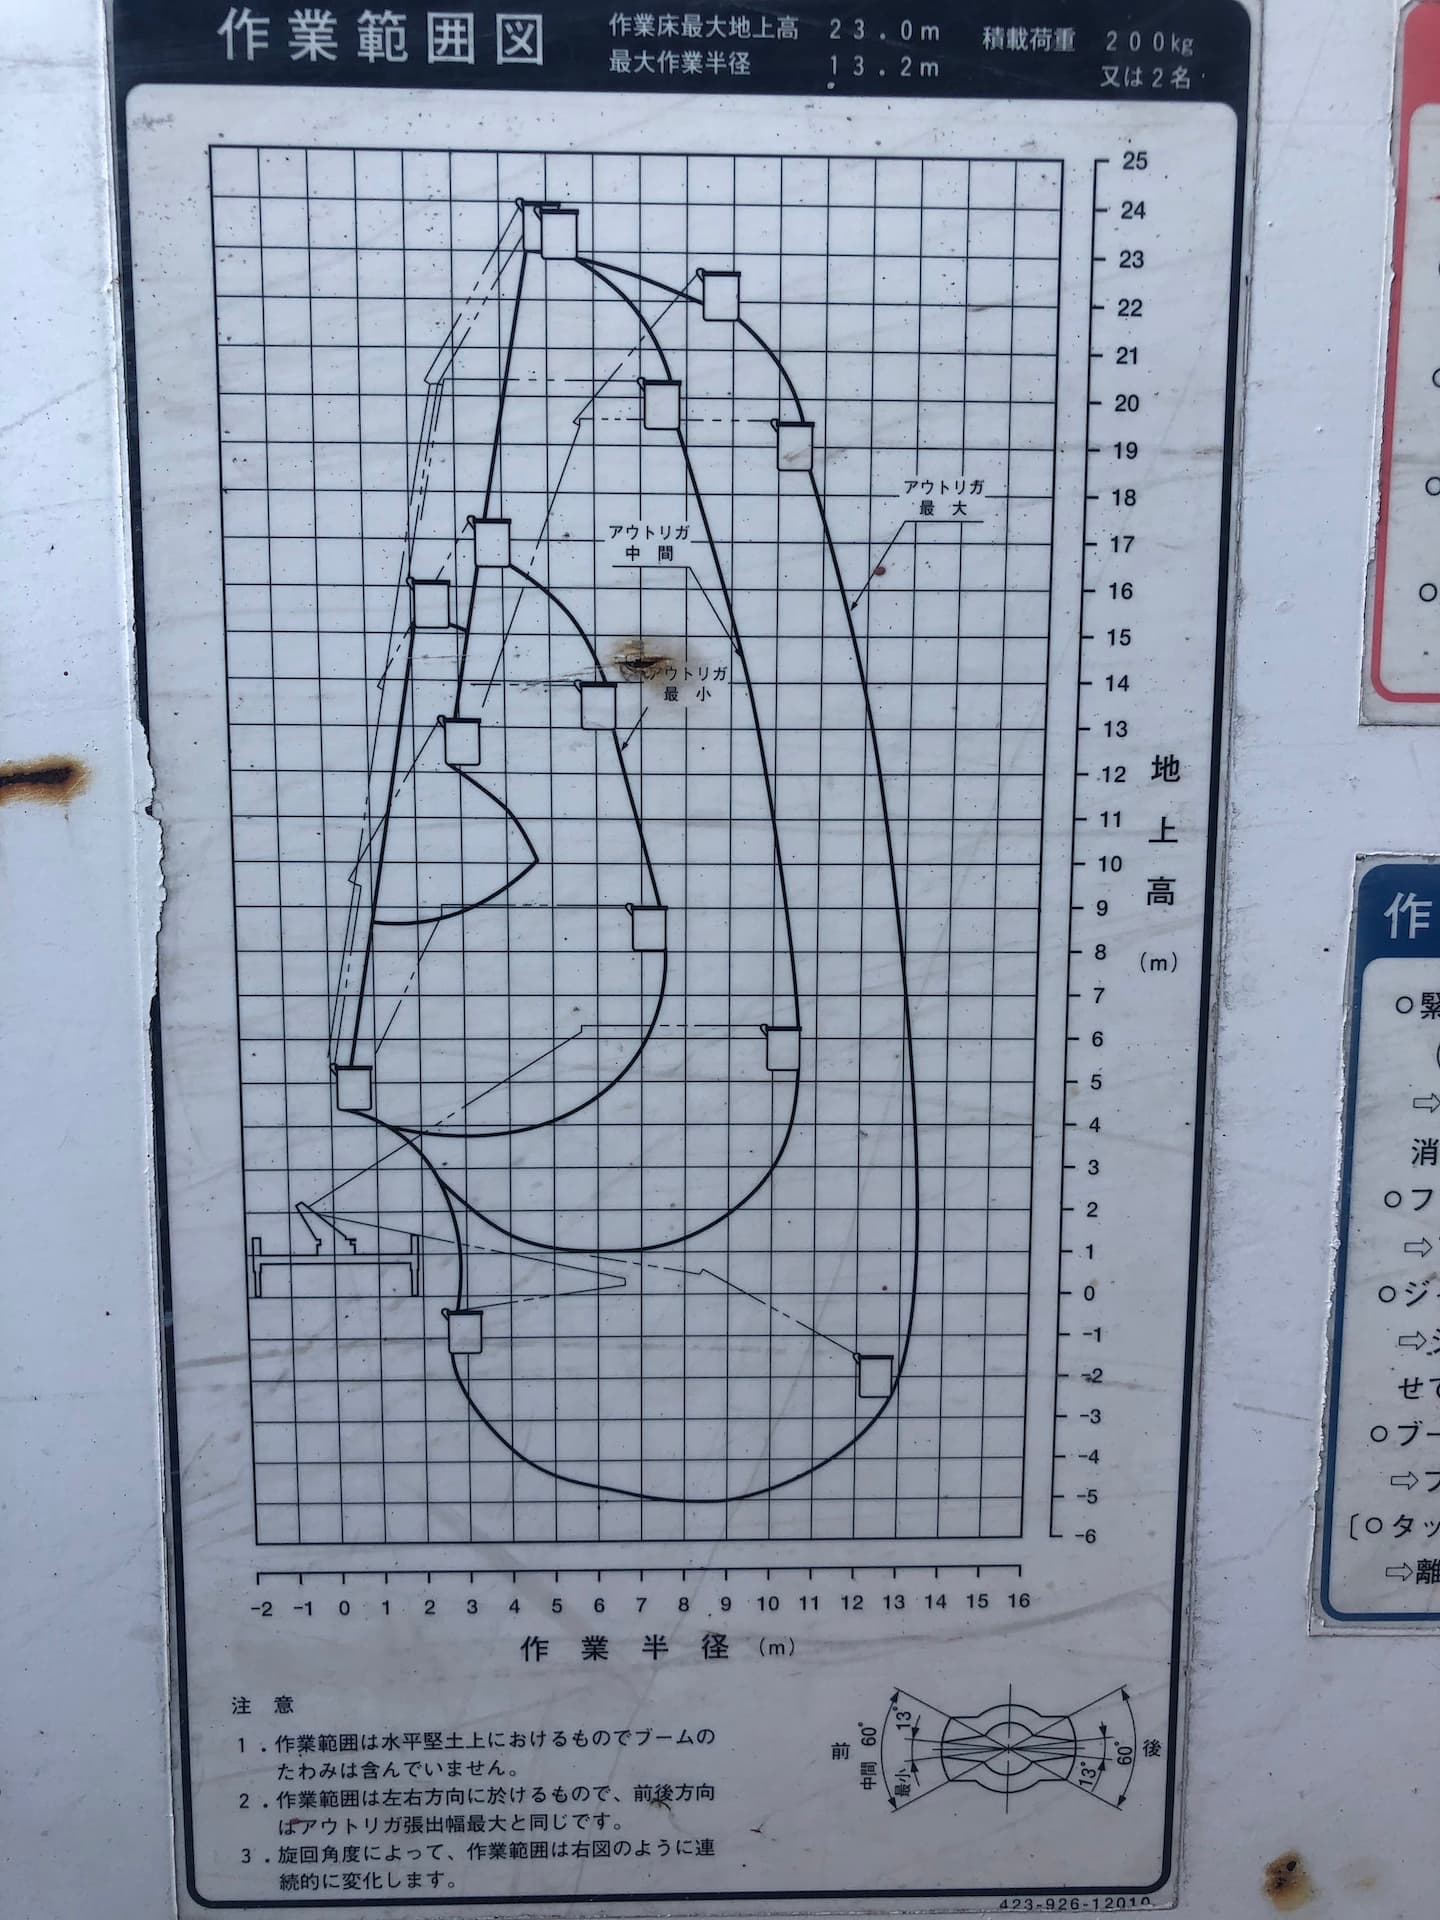 作業範囲図
作業床最大地上高 23.0m
最大作業半径 13.2m
積載荷重 200kg
又は2名
25
24
23
22
21
20
19
18
17
16
15
14
13
12
11
10
9
8
7
6
5
4
3
2
1
0
-1
-2
-3
-4
-5
-6
地上高
(m)
アウトリガ
最大
アウトリガ
中間
アウトリガ
最小
-2 -1 0 1 2 3 4 5 6 7 8 9 10 11 12 13 14 15 16
作業半径(m)
注意
1.作業範囲は水平堅土上におけるものでブームの
たわみは含んでいません。
2.作業範囲は左右方向に於けるもので、前後方向
はアウトリガ張出幅最大と同じです。
3.旋回角度によって、作業範囲は右図のように連
続的に変化します。
前
中間 60°
最小 13°
13°
60°
後
423-926-12010
作
○緊
⇨
消
○フ
⇨
○ジ
⇨
せて
○ブー
⇨ブ
[○タッ
⇨離